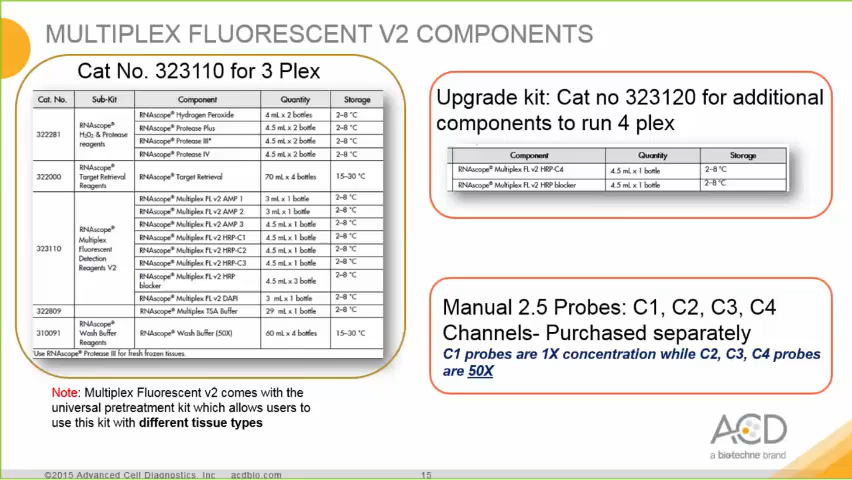 MULTIPLEX FLUORESCENT V2 COMPONENTS
Cat No. 323110 for 3 Plex
Cat. No. Sub-Kit Component Quantity Storage
322281 RNAscope® H₂O₂ & Protease reagents RNAscope® Hydrogen Peroxide 4 mL x 2 bottles 2–8 °C
RNAscope® Protease Plus 4.5 mL x 2 bottles 2–8 °C
RNAscope® Protease III* 4.5 mL x 2 bottles 2–8 °C
RNAscope® Protease IV 4.5 mL x 2 bottles 2–8 °C
322000 RNAscope® Target Retrieval Reagents RNAscope® Target Retrieval 70 mL x 4 bottles 15–30 °C
323110 RNAscope® Multiplex Fluorescent Detection Reagents V2 RNAscope® Multiplex FL v2 AMP 1 3 mL x 1 bottle 2–8 °C
RNAscope® Multiplex FL v2 AMP 2 3 mL x 1 bottle 2–8 °C
RNAscope® Multiplex FL v2 AMP 3 4.5 mL x 1 bottle 2–8 °C
RNAscope® Multiplex FL v2 HRP-C1 4.5 mL x 1 bottle 2–8 °C
RNAscope® Multiplex FL v2 HRP-C2 4.5 mL x 1 bottle 2–8 °C
RNAscope® Multiplex FL v2 HRP-C3 4.5 mL x 1 bottle 2–8 °C
RNAscope® Multiplex FL v2 HRP blocker 4.5 mL x 3 bottle 2–8 °C
RNAscope® Multiplex FL v2 DAPI 3 mL x 1 bottle 2–8 °C
322809 RNAscope® Multiplex TSA Buffer 29 mL x 1 bottle 2–8 °C
310091 RNAscope® Wash Buffer Reagents RNAscope® Wash Buffer (50X) 60 mL x 4 bottles 15–30 °C
*Use RNAscope® Protease III for fresh frozen tissues.
Note: Multiplex Fluorescent v2 comes with the
universal pretreatment kit which allows users to
use this kit with different tissue types
Upgrade kit: Cat no 323120 for additional
components to run 4 plex
Component Quantity Storage
RNAscope® Multiplex FL v2 HRP-C4 4.5 mL x 1 bottle 2–8 °C
RNAscope® Multiplex FL v2 HRP blocker 4.5 mL x 1 bottle 2–8 °C
Manual 2.5 Probes: C1, C2, C3, C4
Channels- Purchased separately
C1 probes are 1X concentration while C2, C3, C4 probes
are 50X
ACD
a biotechne brand
©2015 Advanced Cell Diagnostics, Inc acdbio.com 15